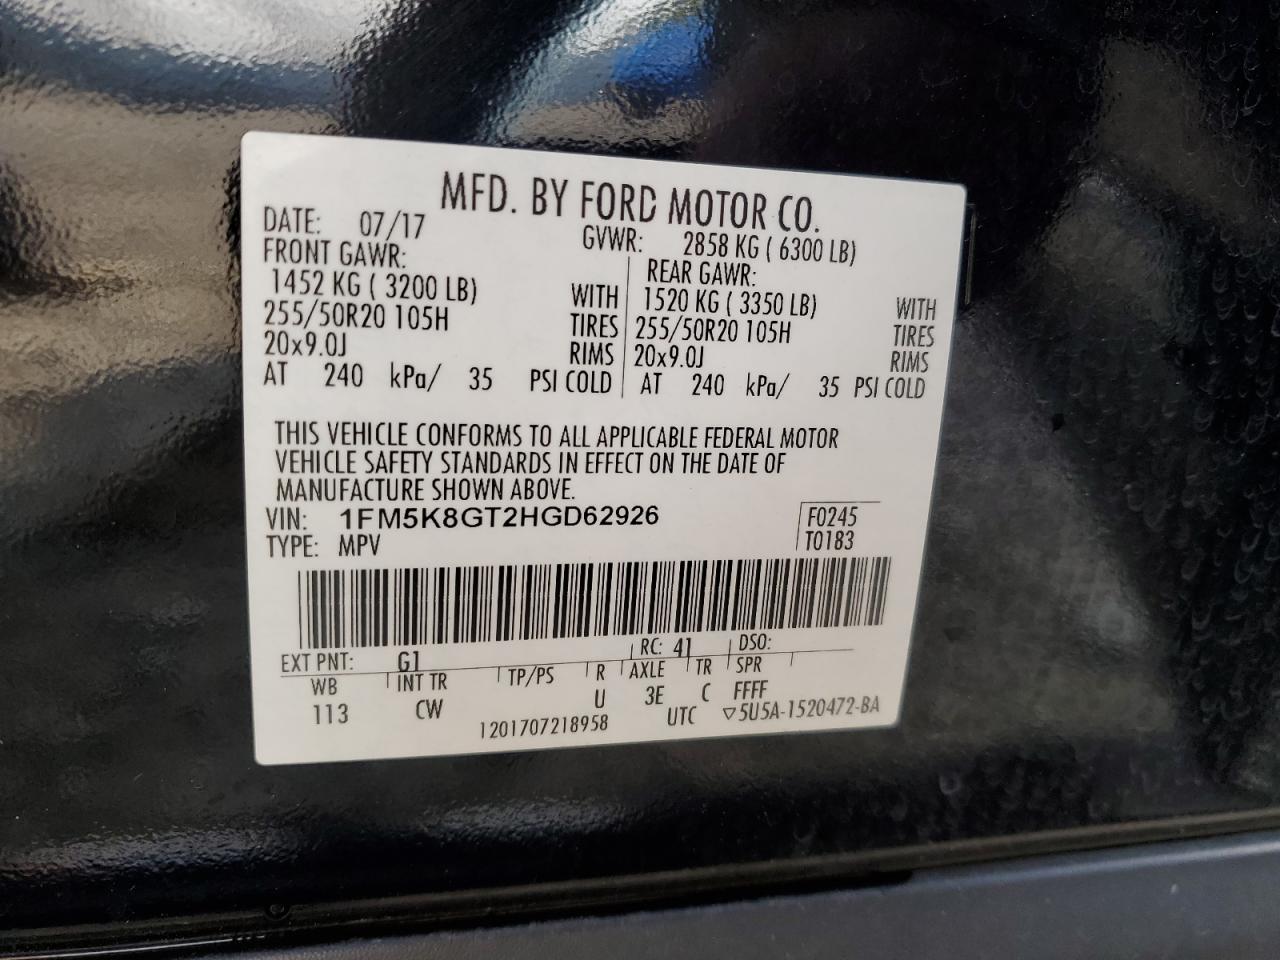 MFD. BY FORD MOTOR CO.
DATE: 07/17 GVWR: 2858 KG ( 6300 LB)
FRONT GAWR: REAR GAWR:
1452 KG ( 3200 LB) WITH 1520 KG ( 3350 LB) WITH
255/50R20 105H TIRES 255/50R20 105H TIRES
20x9.0J RIMS 20x9.0J RIMS
AT 240 kPa/ 35 PSI COLD AT 240 kPa/ 35 PSI COLD
THIS VEHICLE CONFORMS TO ALL APPLICABLE FEDERAL MOTOR
VEHICLE SAFETY STANDARDS IN EFFECT ON THE DATE OF
MANUFACTURE SHOWN ABOVE.
VIN: 1FM5K8GT2HGD62926 F0245
TYPE: MPV T0183
EXT PNT: G1 RC: 41 DSO:
WB INT TR TP/PS R AXLE TR SPR
113 CW U 3E C FFFF
1201707218958 UTC ▽5U5A-1520472-BA